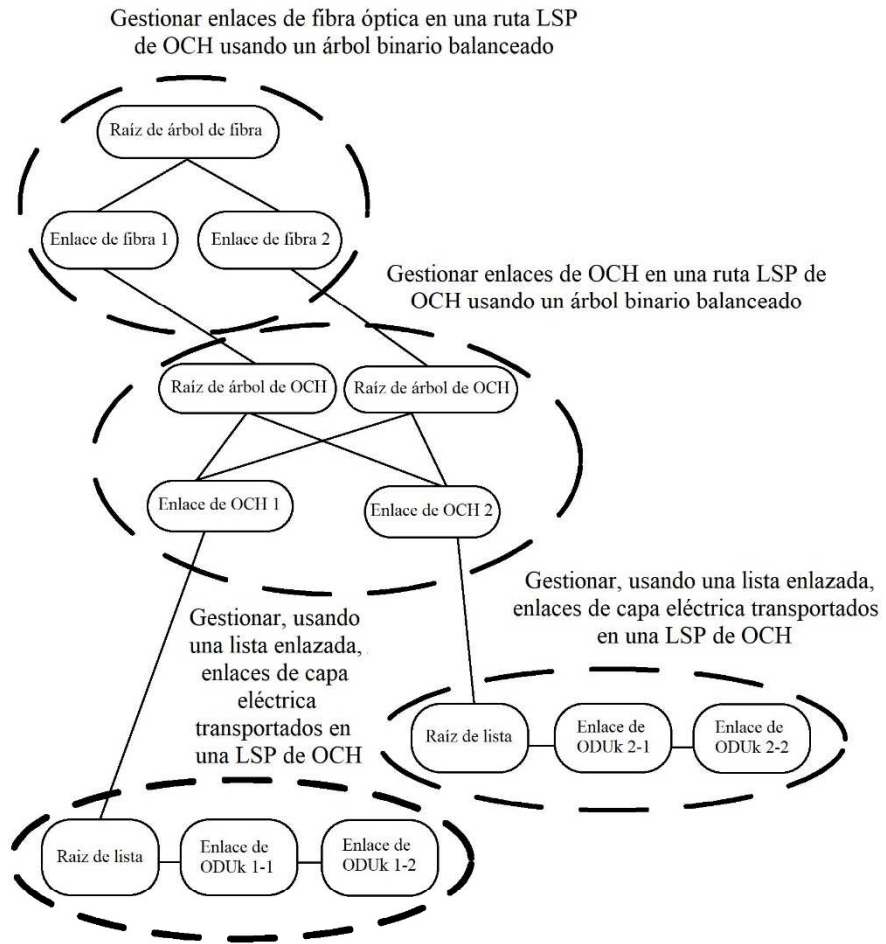 Gestionar enlaces de fibra óptica en una ruta LSP
de OCH usando un árbol binario balanceado
Raíz de árbol de fibra
Enlace de fibra 1
Enlace de fibra 2
Gestionar enlaces de OCH en una ruta LSP de
OCH usando un árbol binario balanceado
Raíz de árbol de OCH
Raíz de árbol de OCH
Enlace de OCH 1
Enlace de OCH 2
Gestionar, usando una lista enlazada,
enlaces de capa eléctrica transportados
en una LSP de OCH
Gestionar, usando
una lista enlazada,
enlaces de capa
eléctrica
transportados en
una LSP de OCH
Raíz de lista
Enlace de
ODUk 2-1
Enlace de
ODUk 2-2
Raiz de lista
Enlace de
ODUk 1-1
Enlace de
ODUk 1-2